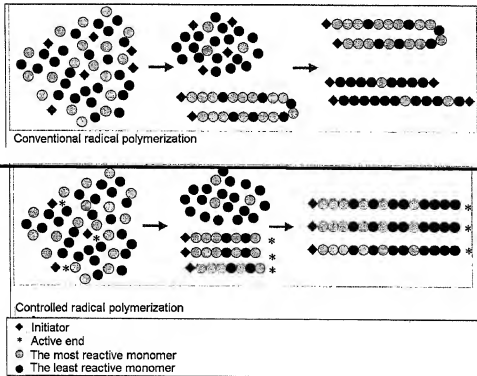 Conventional radical polymerization
Controlled radical polymerization
◆ Initiator
* Active end
The most reactive monomer
● The least reactive monomer